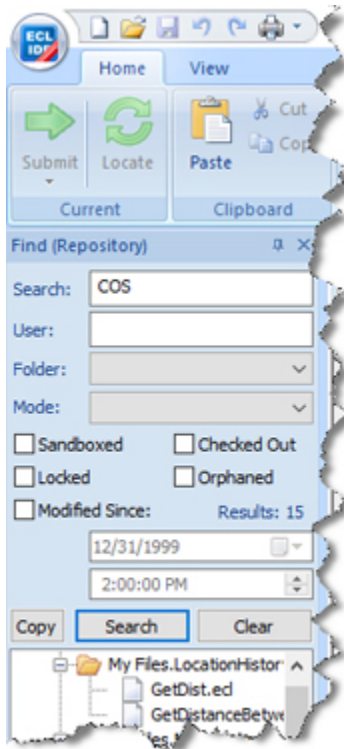 ECL
IDE
Home View
Submit Locate Paste Cut
Current Clipboard
Find (Repository)
Search: COS
User:
Folder:
Mode:
Sandboxed Checked Out
Locked Orphaned
Modified Since: Results: 15
12/31/1999
2:00:00 PM
Copy Search Clear
My Files.LocationHistor
GetDist.ecl
GetDistanceBetwe